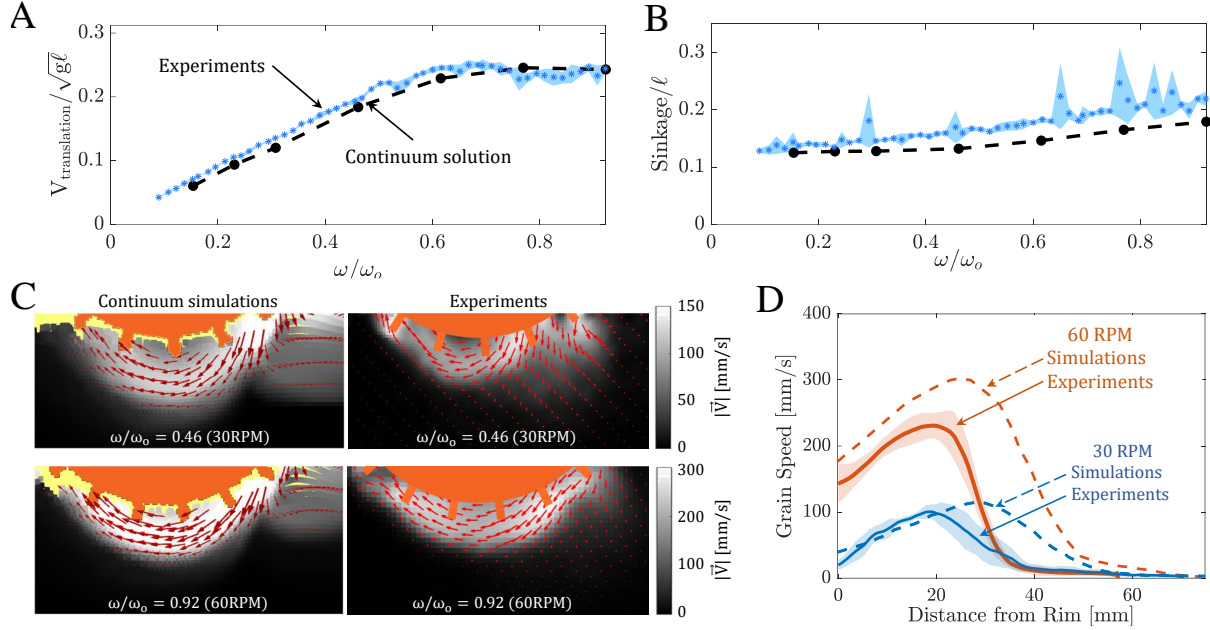 A
V_translation/√gℓ
0.3
0.2
0.1
0
0
0.2
0.4
0.6
0.8
ω/ω_o
Experiments
Continuum solution
B
Sinkage/ℓ
0.3
0.2
0.1
0
0
0.2
0.4
0.6
0.8
ω/ω_o
C
Continuum simulations
Experiments
ω/ω_o = 0.46 (30RPM)
ω/ω_o = 0.46 (30RPM)
150
100
50
0
|V⃗| [mm/s]
ω/ω_o = 0.92 (60RPM)
ω/ω_o = 0.92 (60RPM)
300
200
100
0
|V⃗| [mm/s]
D
Grain Speed [mm/s]
400
300
200
100
0
0
20
40
60
Distance from Rim [mm]
60 RPM
Simulations
Experiments
30 RPM
Simulations
Experiments